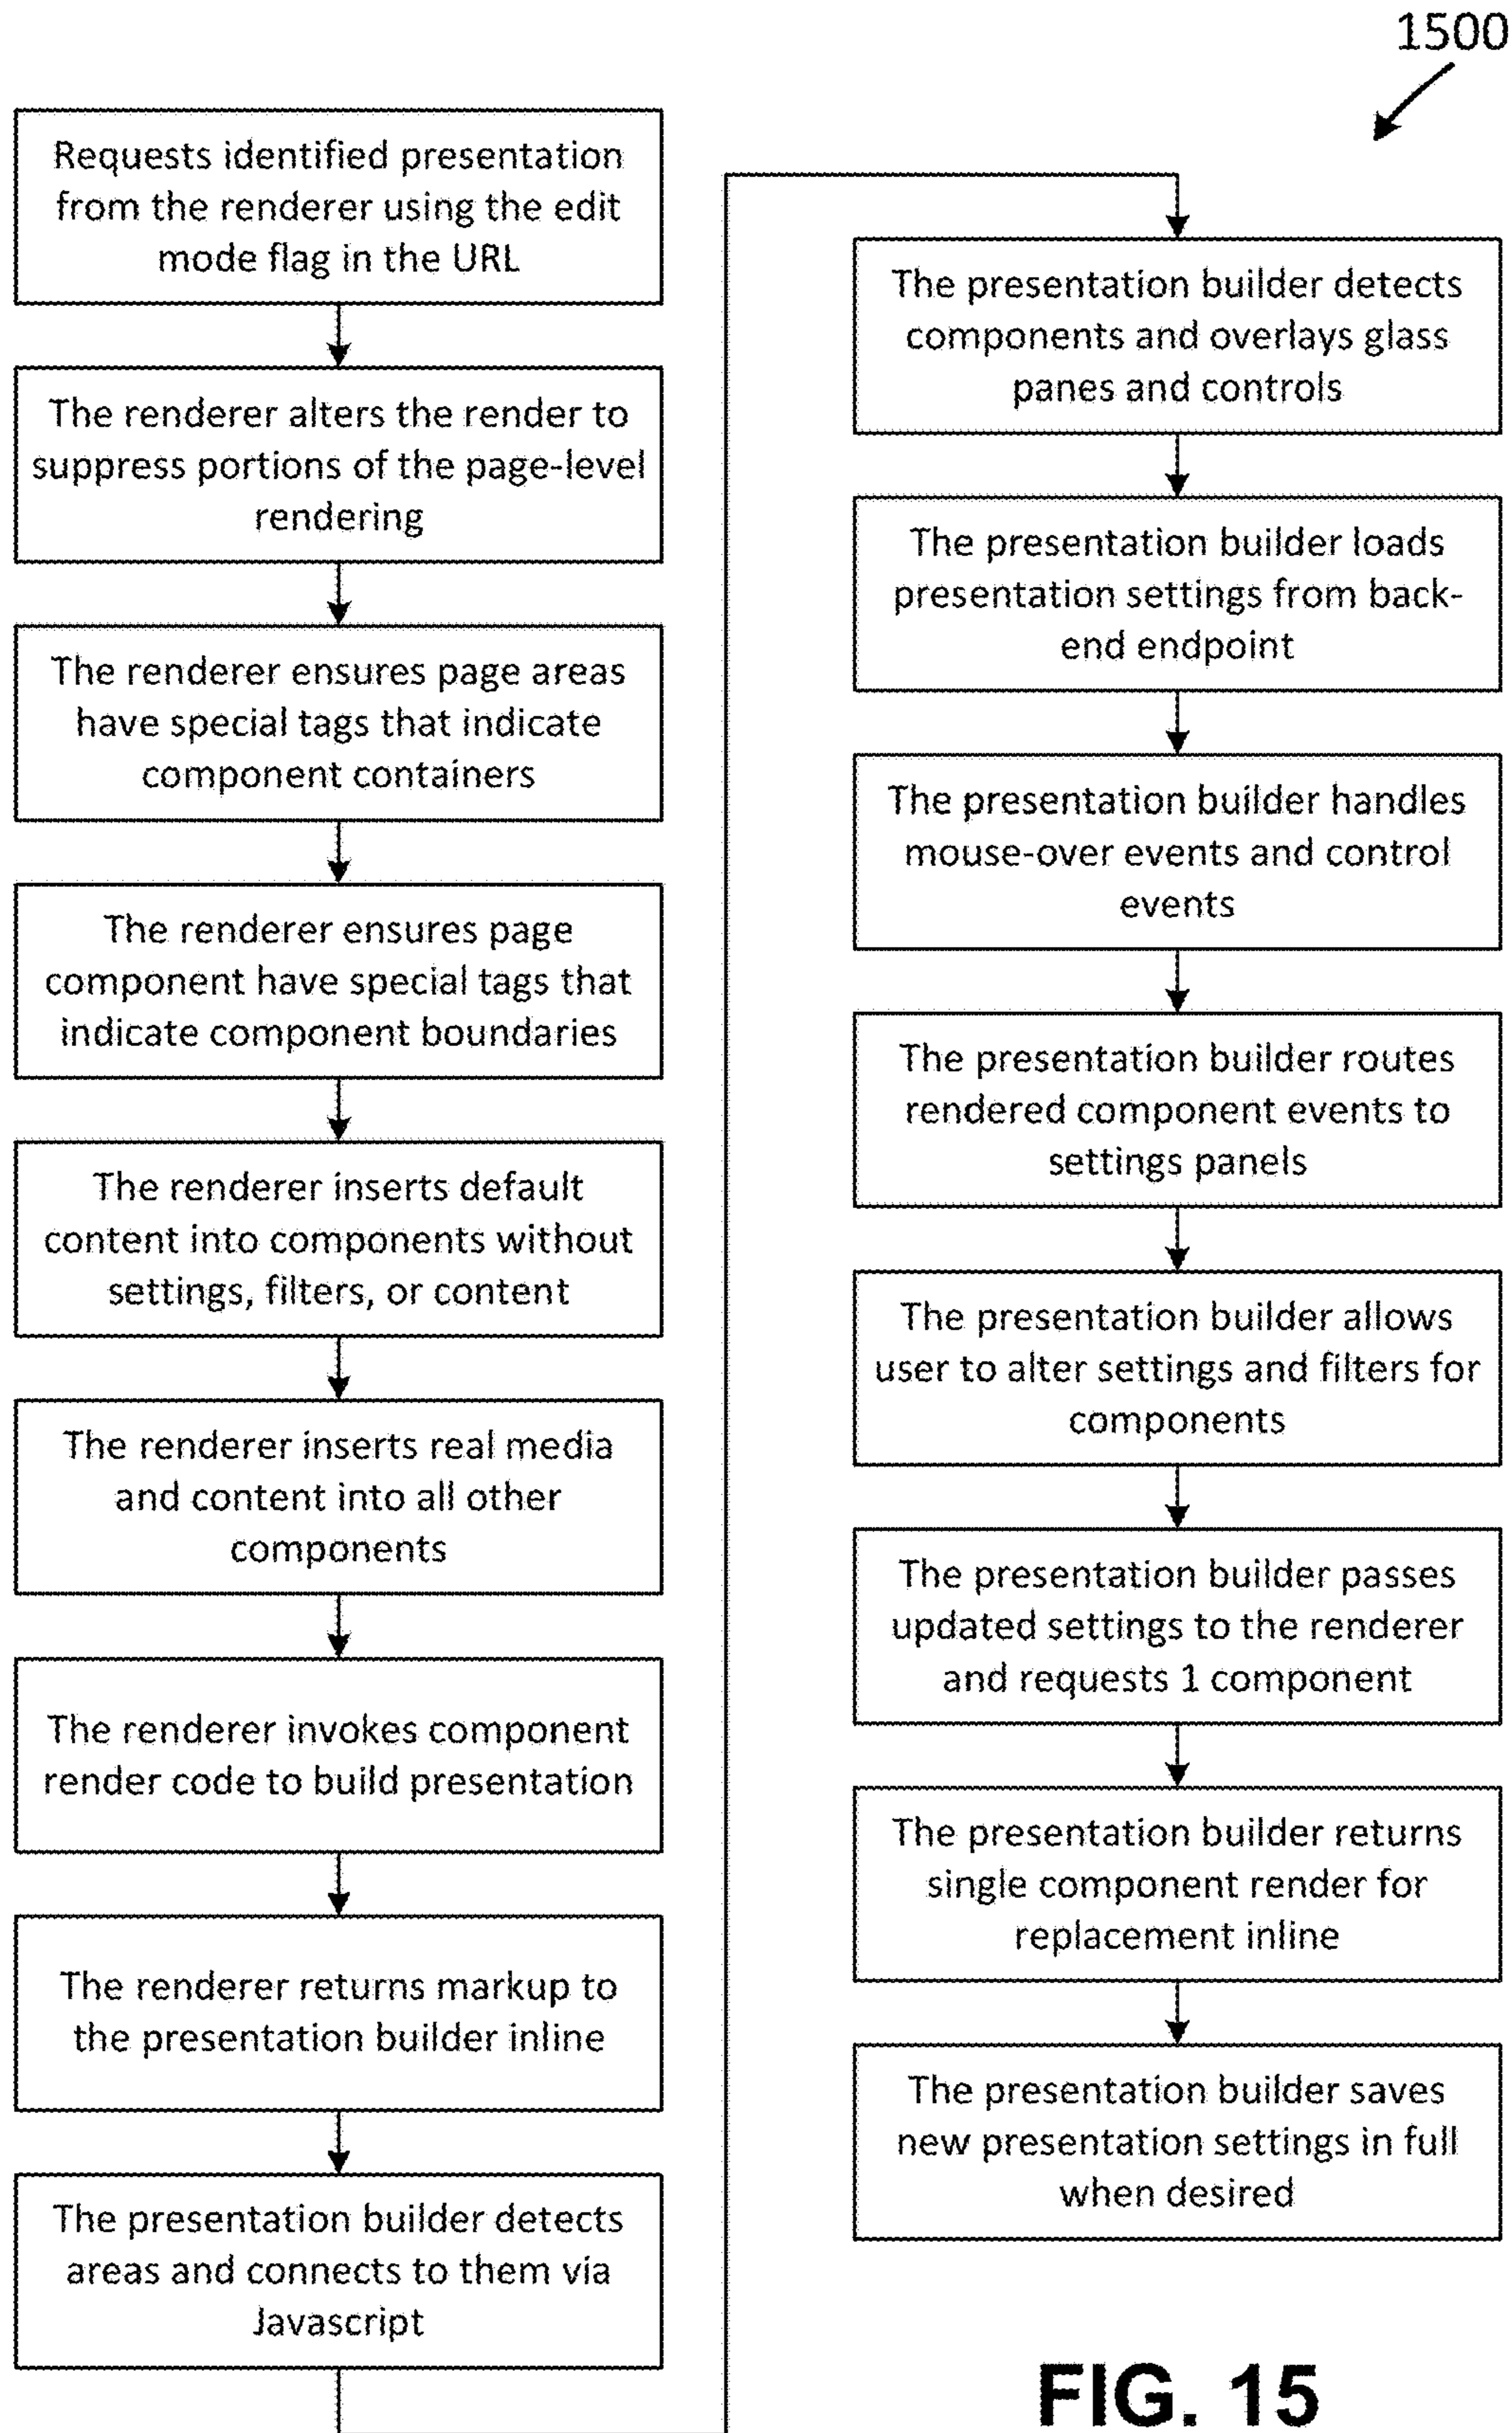 1500
Requests identified presentation
from the renderer using the edit
mode flag in the URL
The renderer alters the render to
suppress portions of the page-level
rendering
The renderer ensures page areas
have special tags that indicate
component containers
The renderer ensures page
component have special tags that
indicate component boundaries
The renderer inserts default
content into components without
settings, filters, or content
The renderer inserts real media
and content into all other
components
The renderer invokes component
render code to build presentation
The renderer returns markup to
the presentation builder inline
The presentation builder detects
areas and connects to them via
Javascript
The presentation builder detects
components and overlays glass
panes and controls
The presentation builder loads
presentation settings from back-
end endpoint
The presentation builder handles
mouse-over events and control
events
The presentation builder routes
rendered component events to
settings panels
The presentation builder allows
user to alter settings and filters for
components
The presentation builder passes
updated settings to the renderer
and requests 1 component
The presentation builder returns
single component render for
replacement inline
The presentation builder saves
new presentation settings in full
when desired
FIG. 15